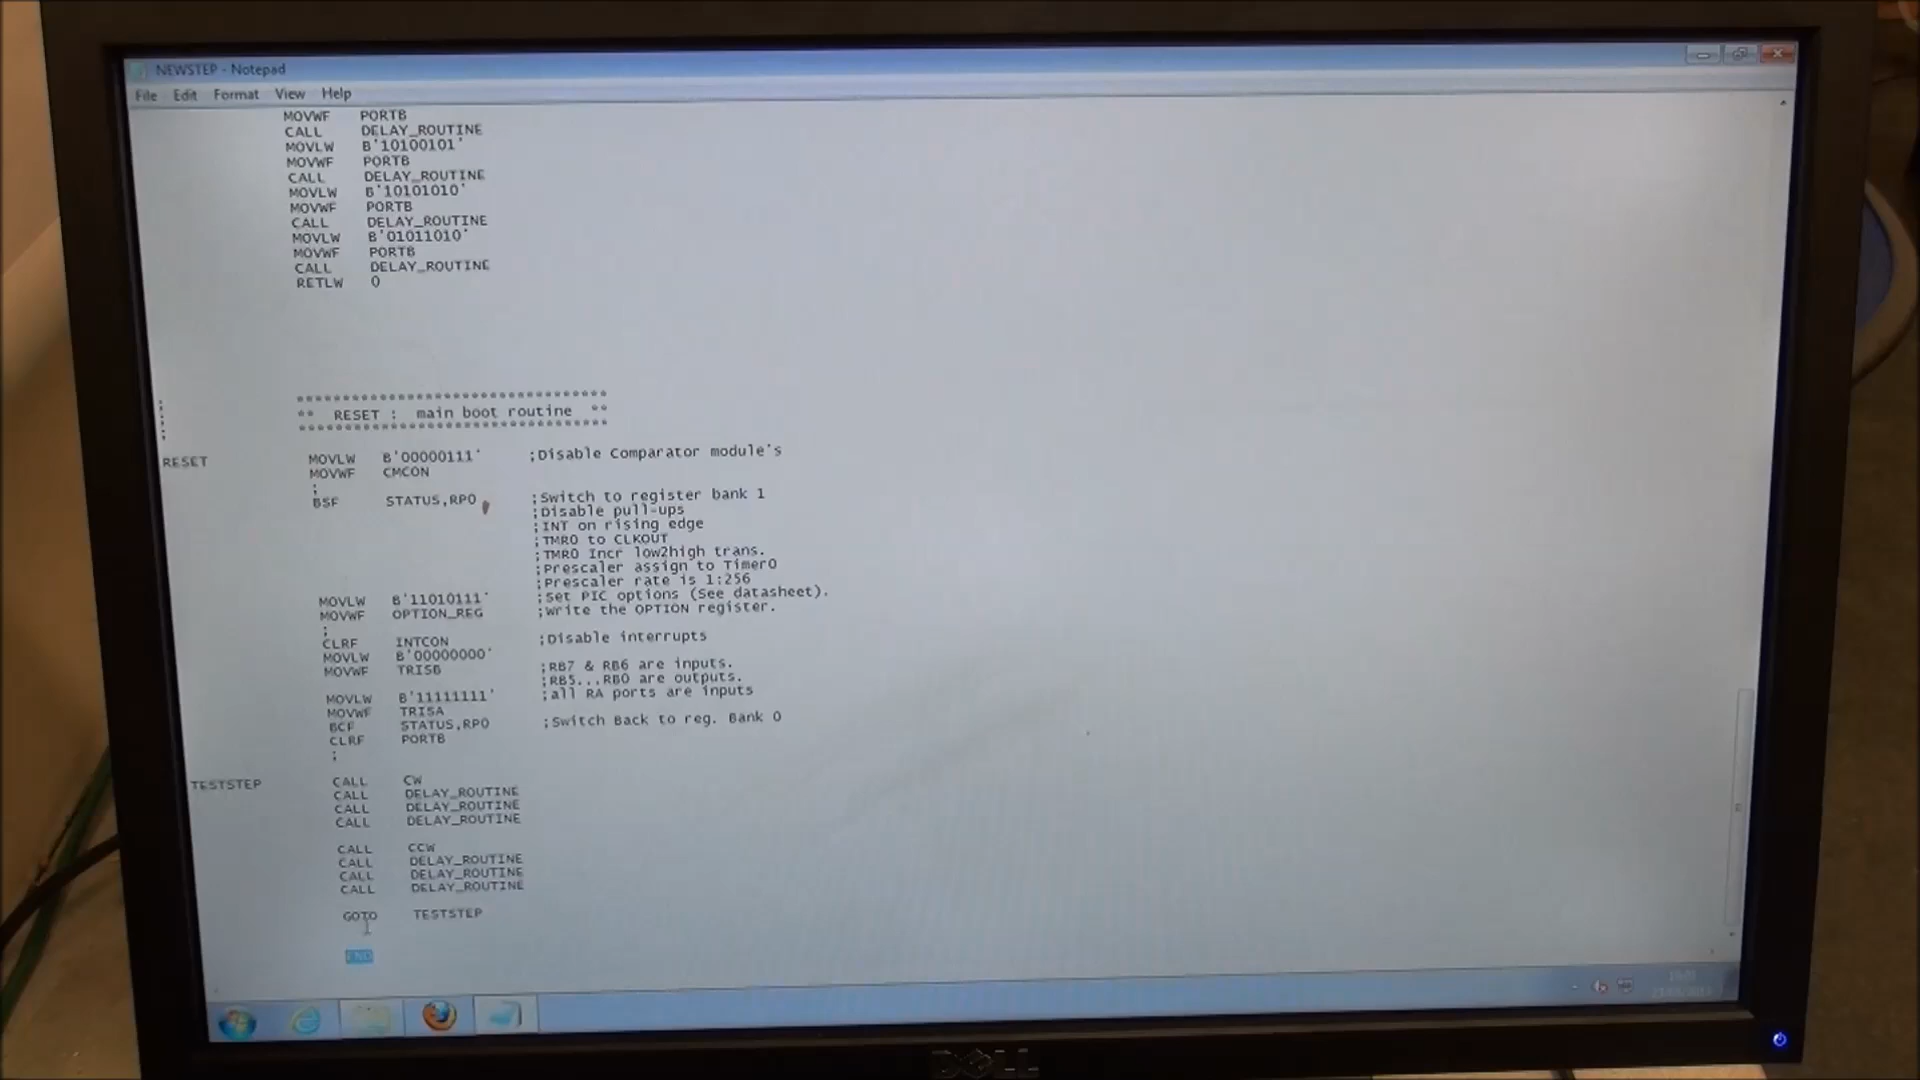 NEWSTEP - Notepad
File Edit Format View Help
MOVWF PORTB
CALL DELAY_ROUTINE
MOVLW B'10100101'
MOVWF PORTB
CALL DELAY_ROUTINE
MOVLW B'10101010'
MOVWF PORTB
CALL DELAY_ROUTINE
MOVLW B'01011010'
MOVWF PORTB
CALL DELAY_ROUTINE
RETLW 0
; **********************************
; ** RESET : main boot routine **
; **********************************
;
RESET MOVLW B'00000111' ;Disable Comparator module's
MOVWF CMCON
;
BSF STATUS,RP0 ;Switch to register bank 1
;Disable pull-ups
;INT on rising edge
;TMR0 to CLKOUT
;TMR0 Incr low2high trans.
;Prescaler assign to Timer0
;Prescaler rate is 1:256
MOVLW B'11010111' ;Set PIC options (See datasheet).
MOVWF OPTION_REG ;Write the OPTION register.
;
CLRF INTCON ;Disable interrupts
MOVLW B'00000000'
MOVWF TRISB ;RB7 & RB6 are inputs.
;RB5...RB0 are outputs.
MOVLW B'11111111' ;all RA ports are inputs
MOVWF TRISA
BCF STATUS,RP0 ;Switch Back to reg. Bank 0
CLRF PORTB
;
TESTSTEP CALL CW
CALL DELAY_ROUTINE
CALL DELAY_ROUTINE
CALL DELAY_ROUTINE
CALL CCW
CALL DELAY_ROUTINE
CALL DELAY_ROUTINE
CALL DELAY_ROUTINE
GOTO TESTSTEP
END
DELL